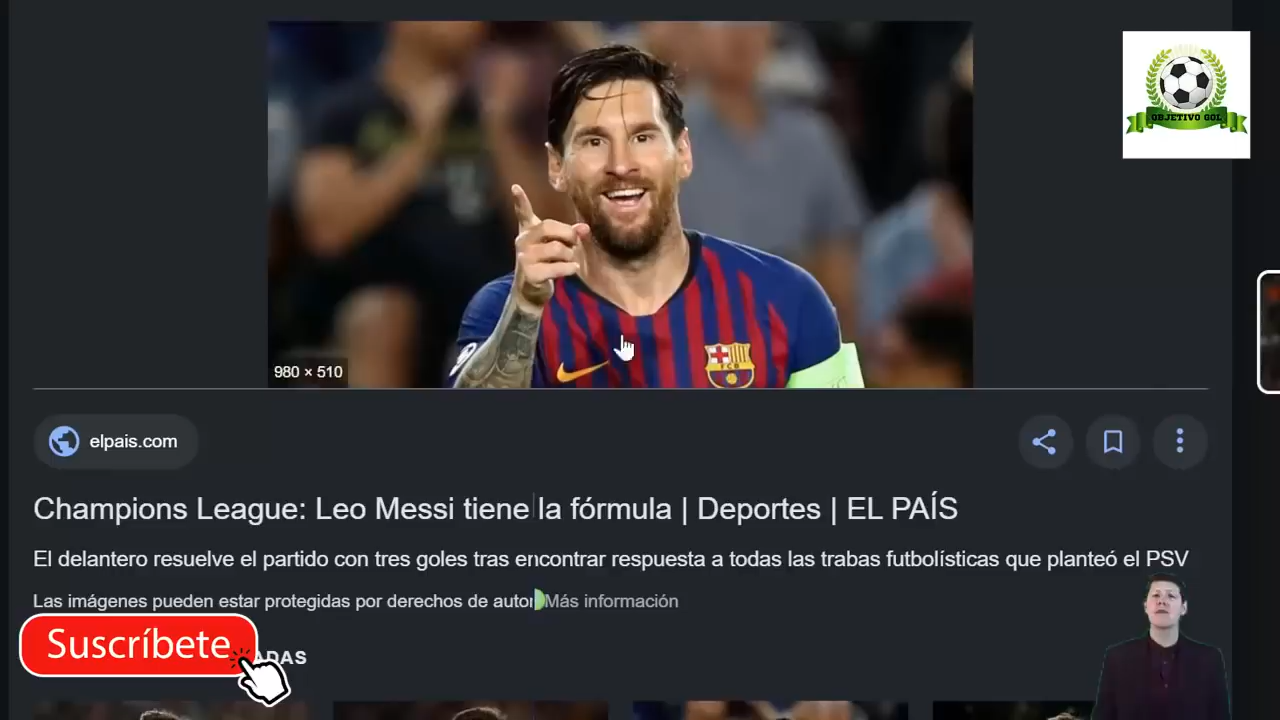 OBJETIVO GOL
980 × 510
elpais.com
Champions League: Leo Messi tiene la fórmula | Deportes | EL PAÍS
El delantero resuelve el partido con tres goles tras encontrar respuesta a todas las trabas futbolísticas que planteó el PSV
Las imágenes pueden estar protegidas por derechos de autor Más información
Suscríbete